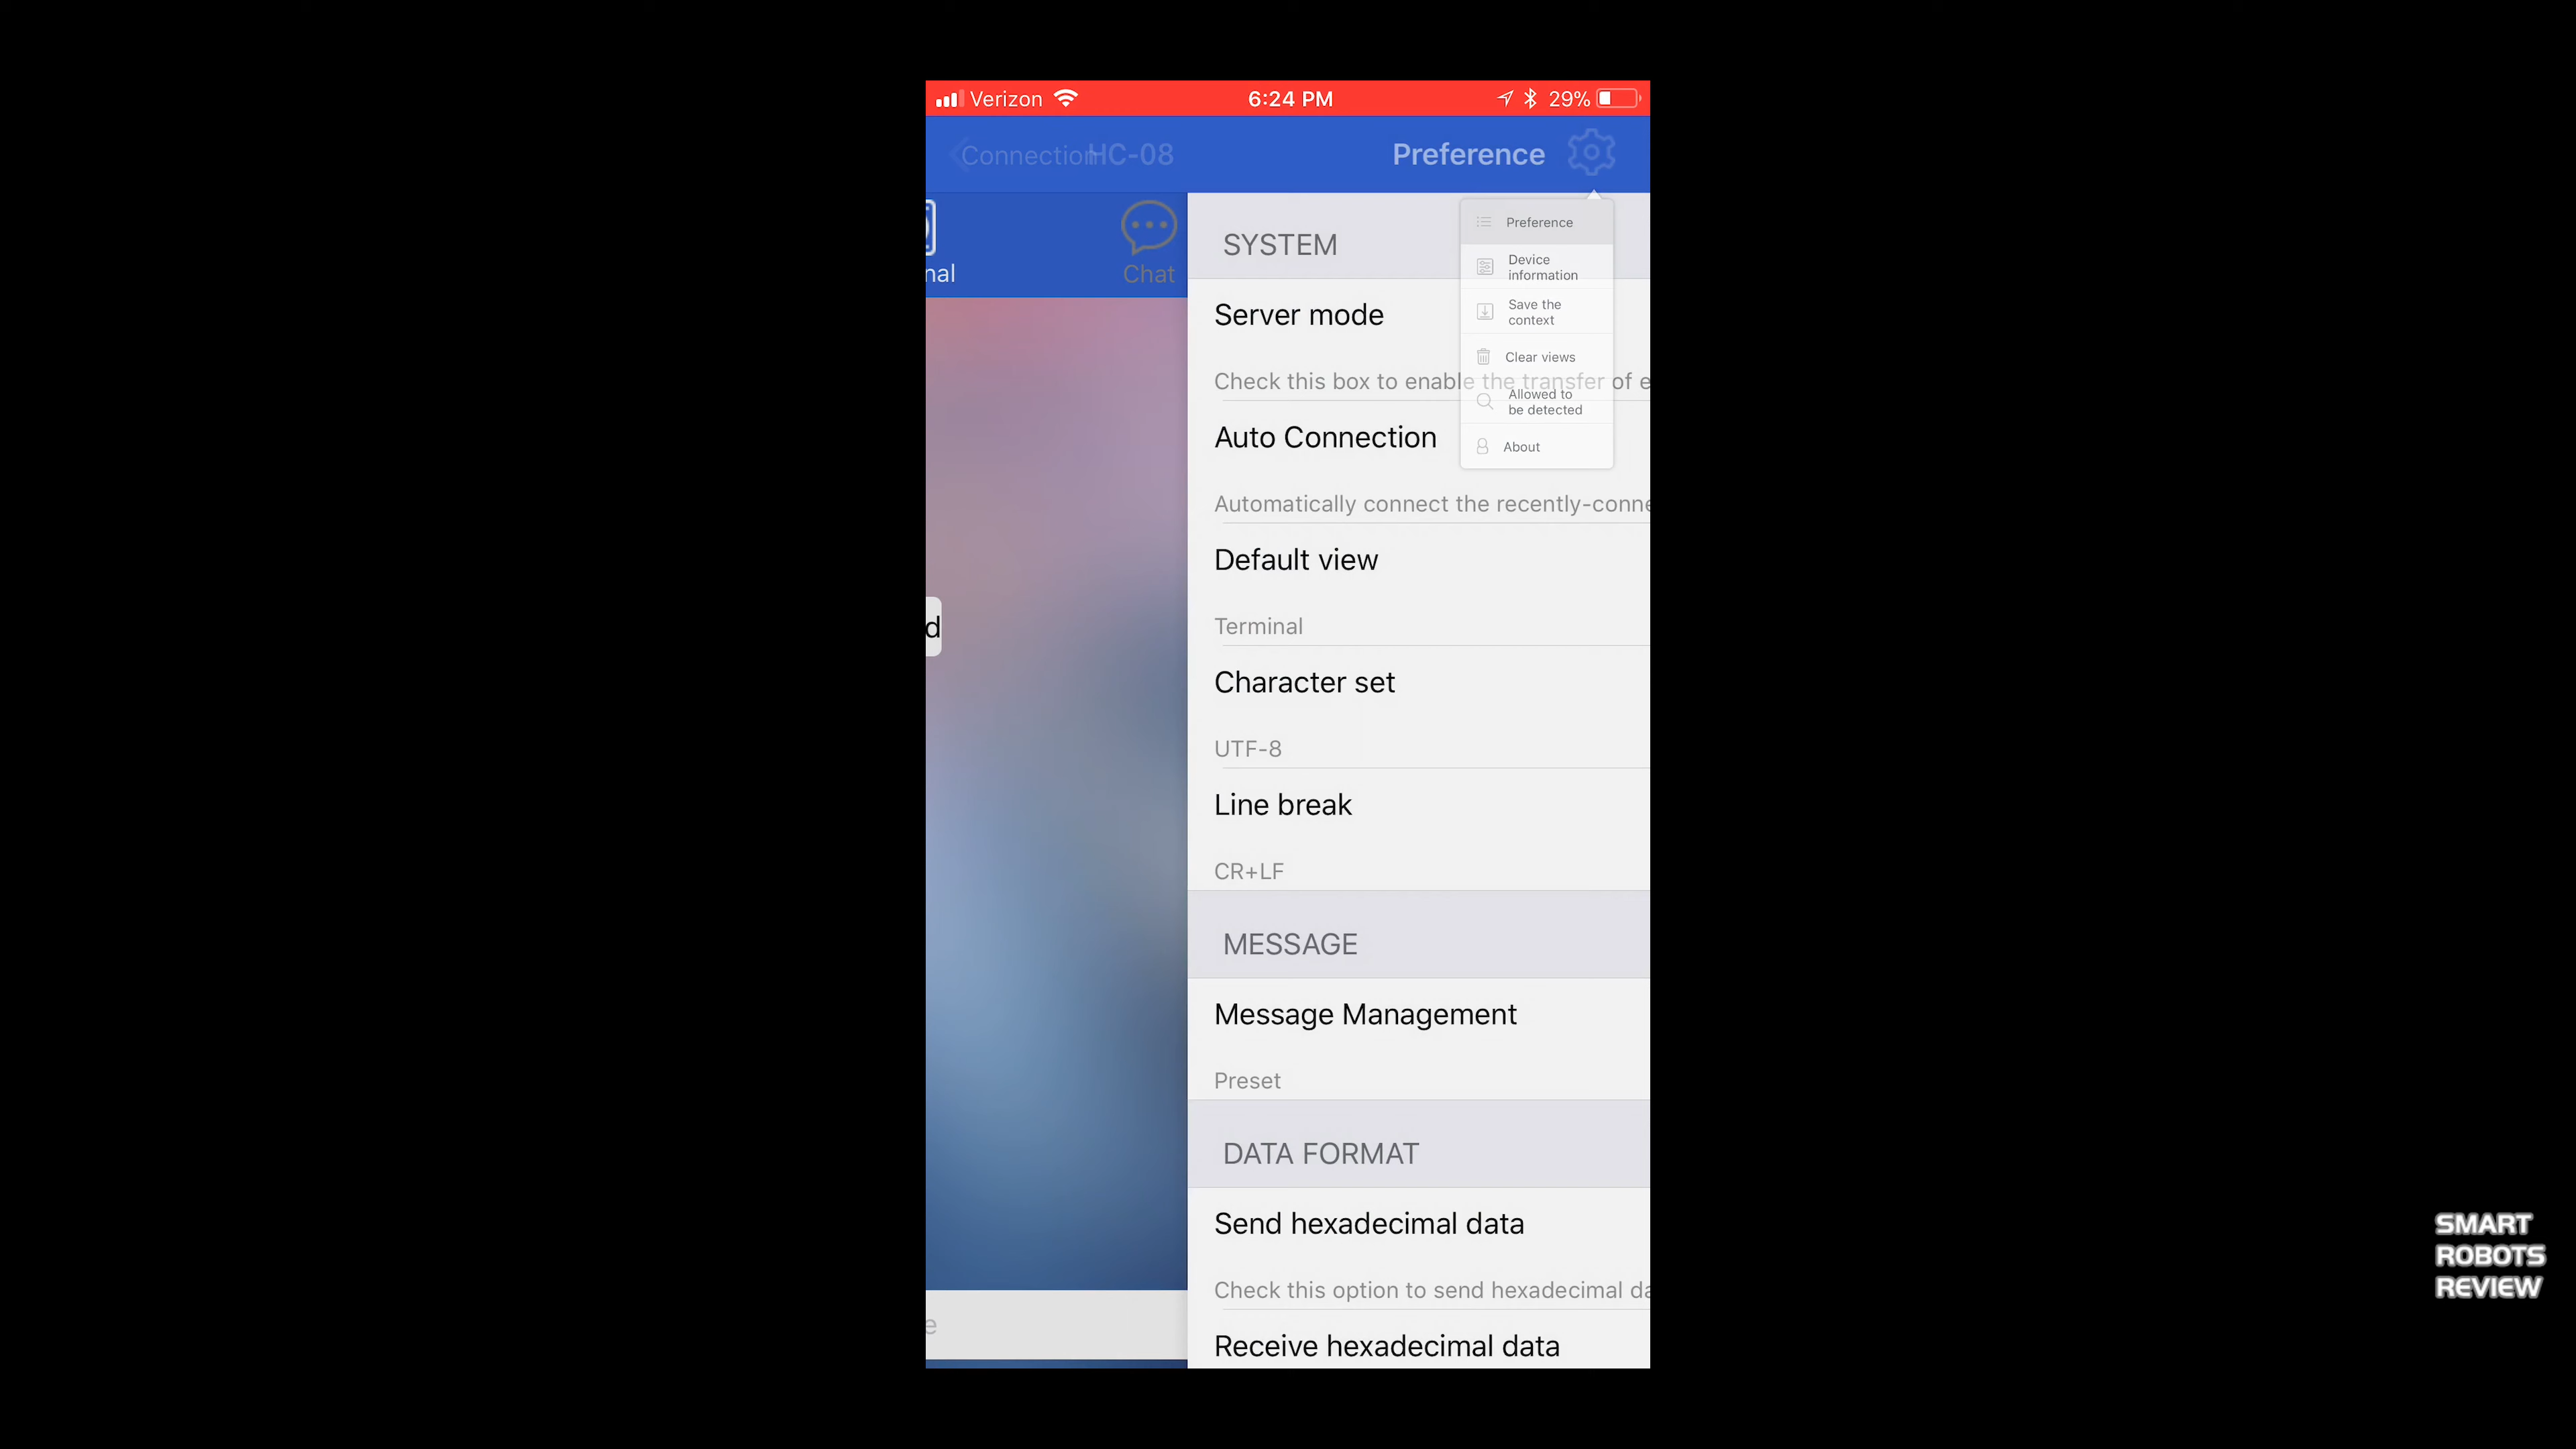 Verizon
6:24 PM
29%
Connection
HC-08
Preference
nal
Chat
SYSTEM
Preference
Device
information
Save the
context
Clear views
Allowed to
be detected
About
Server mode
Check this box to enable the transfer of e
Auto Connection
Automatically connect the recently-conne
Default view
d
Terminal
Character set
UTF-8
Line break
CR+LF
MESSAGE
Message Management
Preset
DATA FORMAT
Send hexadecimal data
Check this option to send hexadecimal da
e
Receive hexadecimal data
SMART
ROBOTS
REVIEW